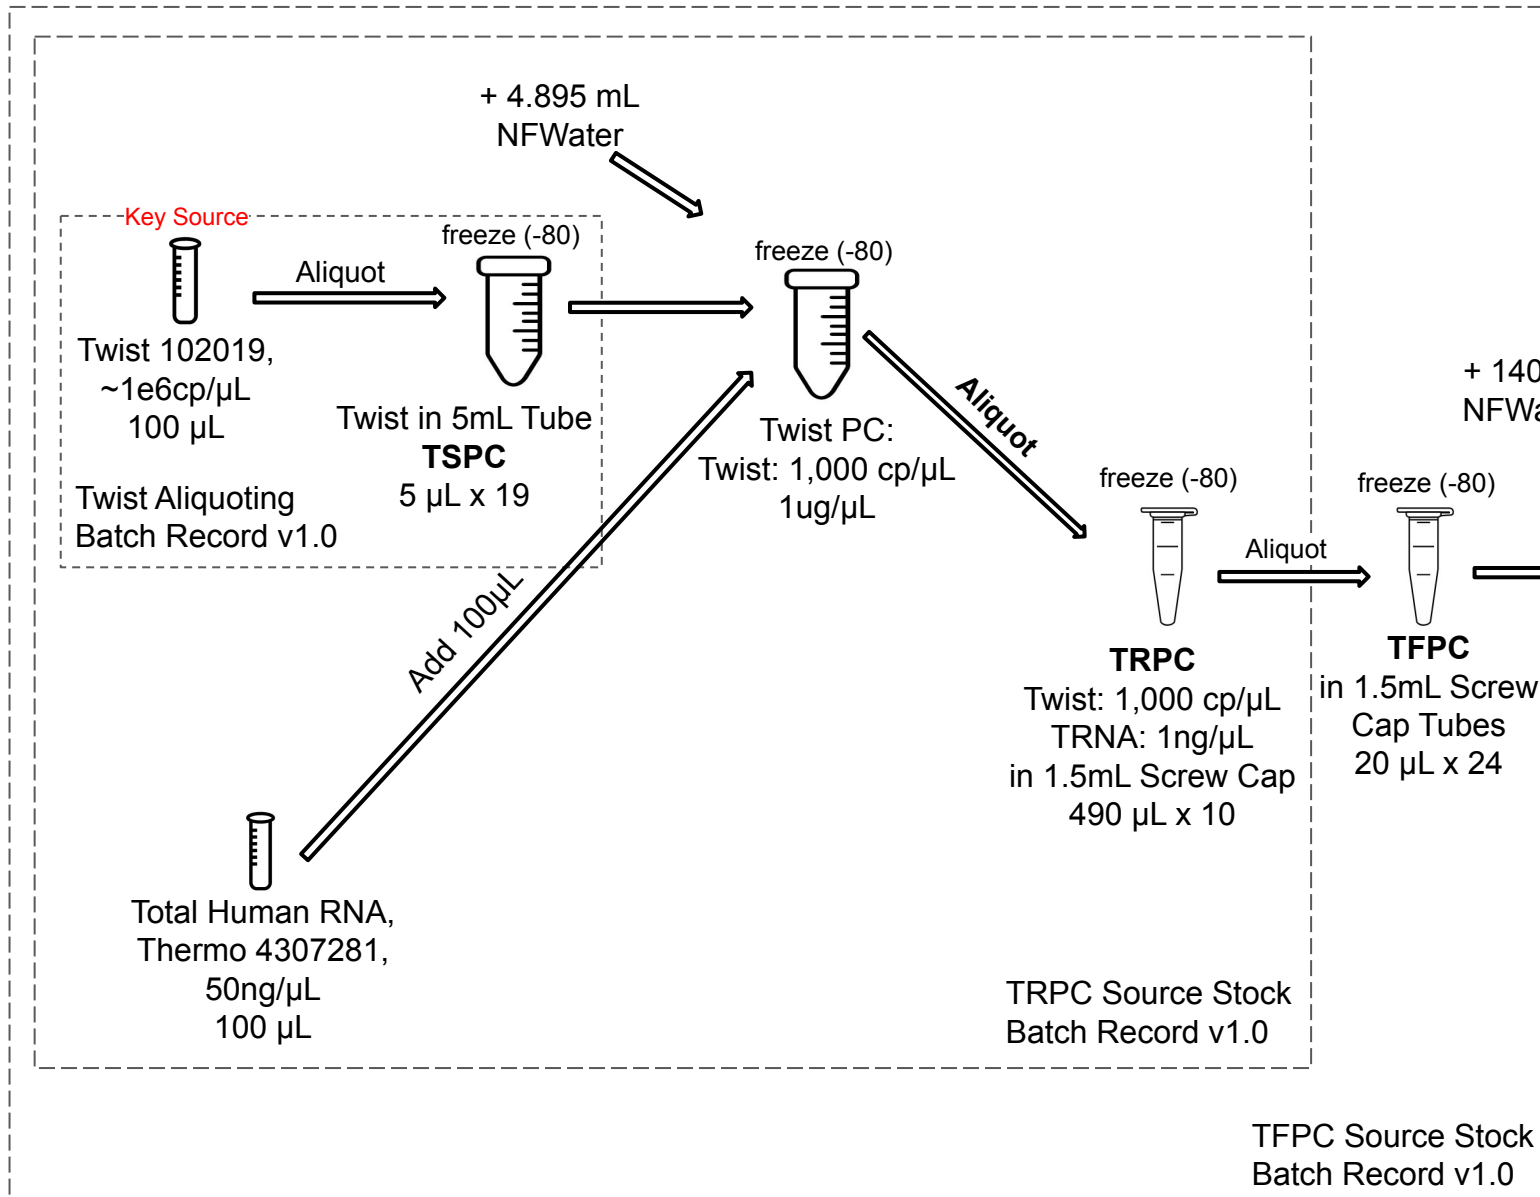 + 4.895 mL
NFWater
Key Source
freeze (-80)
Aliquot
Twist 102019,
~1e6cp/µL
100 µL
Twist in 5mL Tube
TSPC
5 µL x 19
Twist Aliquoting
Batch Record v1.0
freeze (-80)
Twist PC:
Twist: 1,000 cp/µL
1ug/µL
Aliquot
Add 100µL
Total Human RNA,
Thermo 4307281,
50ng/µL
100 µL
freeze (-80)
TRPC
Twist: 1,000 cp/µL
TRNA: 1ng/µL
in 1.5mL Screw Cap
490 µL x 10
TRPC Source Stock
Batch Record v1.0
Aliquot
+ 140
NFWa
freeze (-80)
TFPC
in 1.5mL Screw
Cap Tubes
20 µL x 24
TFPC Source Stock
Batch Record v1.0